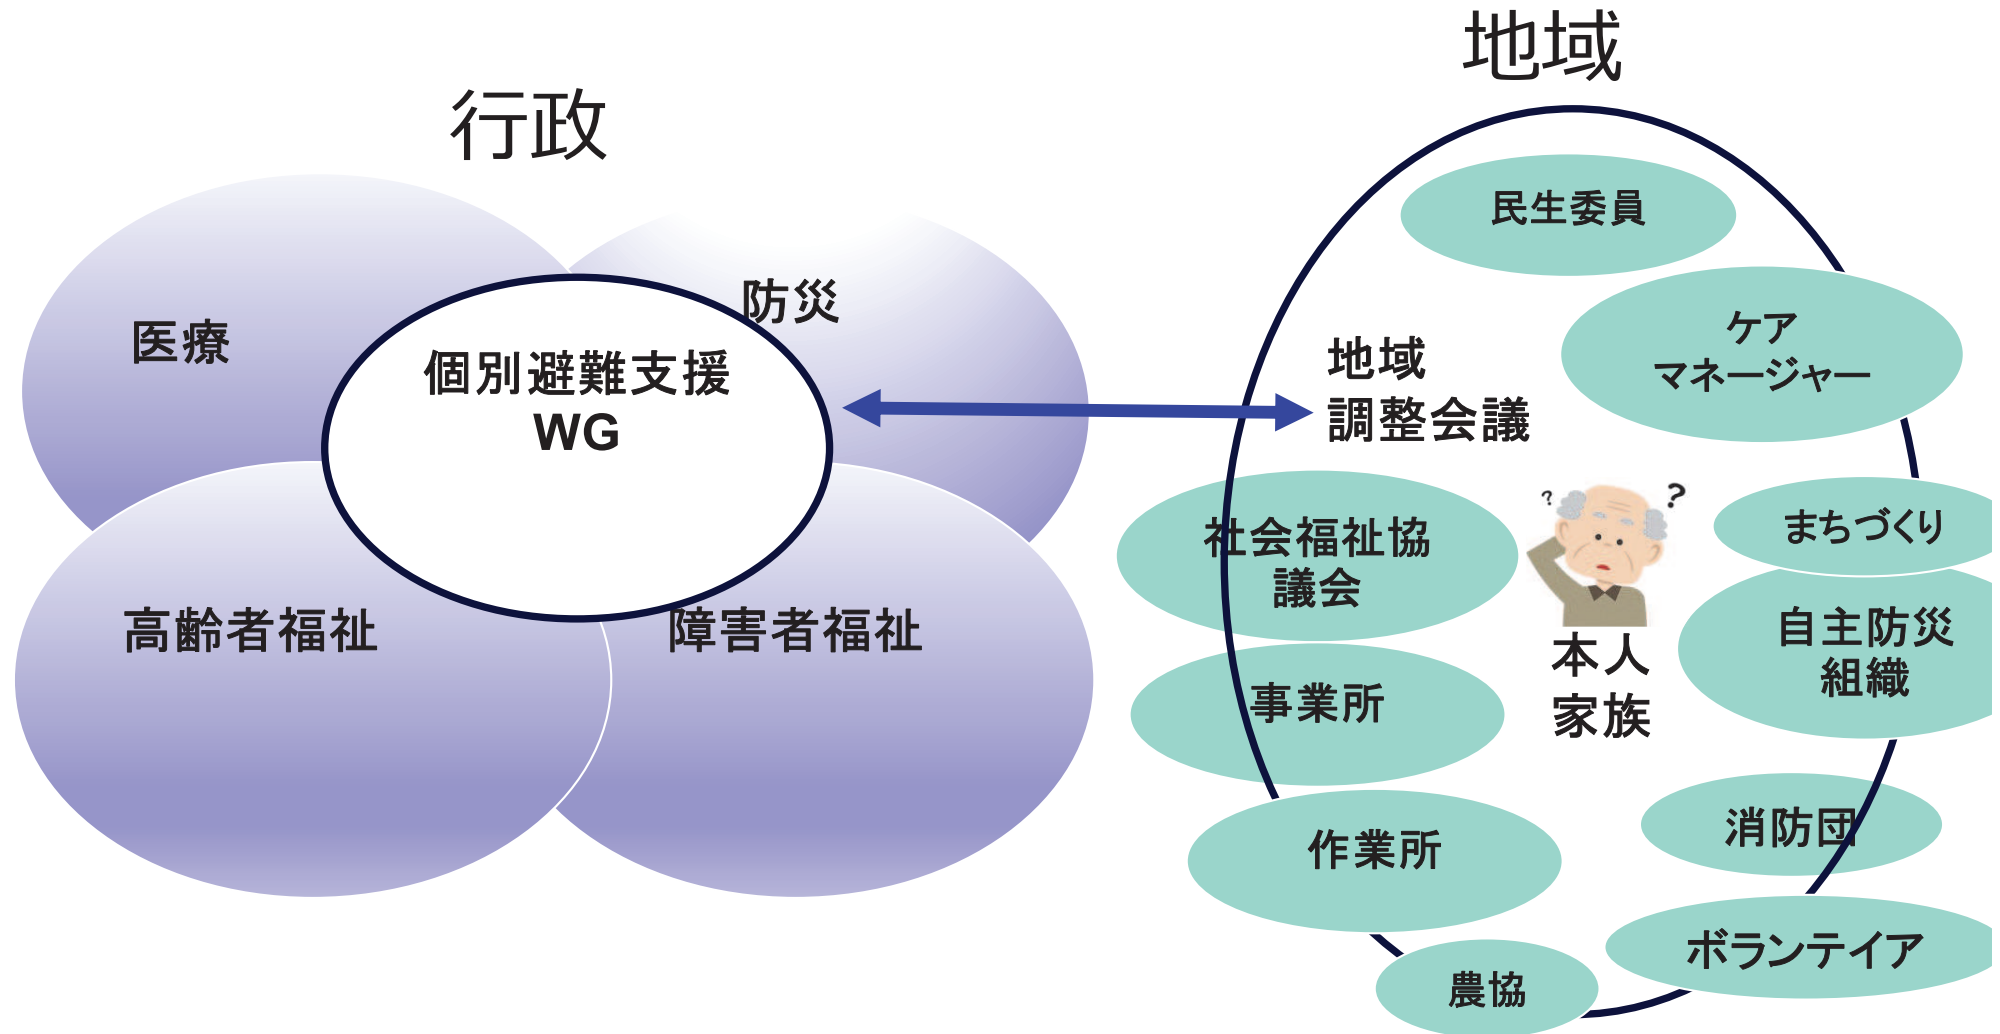 地域
行政
民生委員
防災
医療
ケア
マネージャー
個別避難支援
WG
地域
調整会議
? ?
社会福祉協
議会
まちづくり
高齢者福祉
障害者福祉
自主防災
組織
本人
家族
事業所
作業所
消防団
ボランテイア
農協